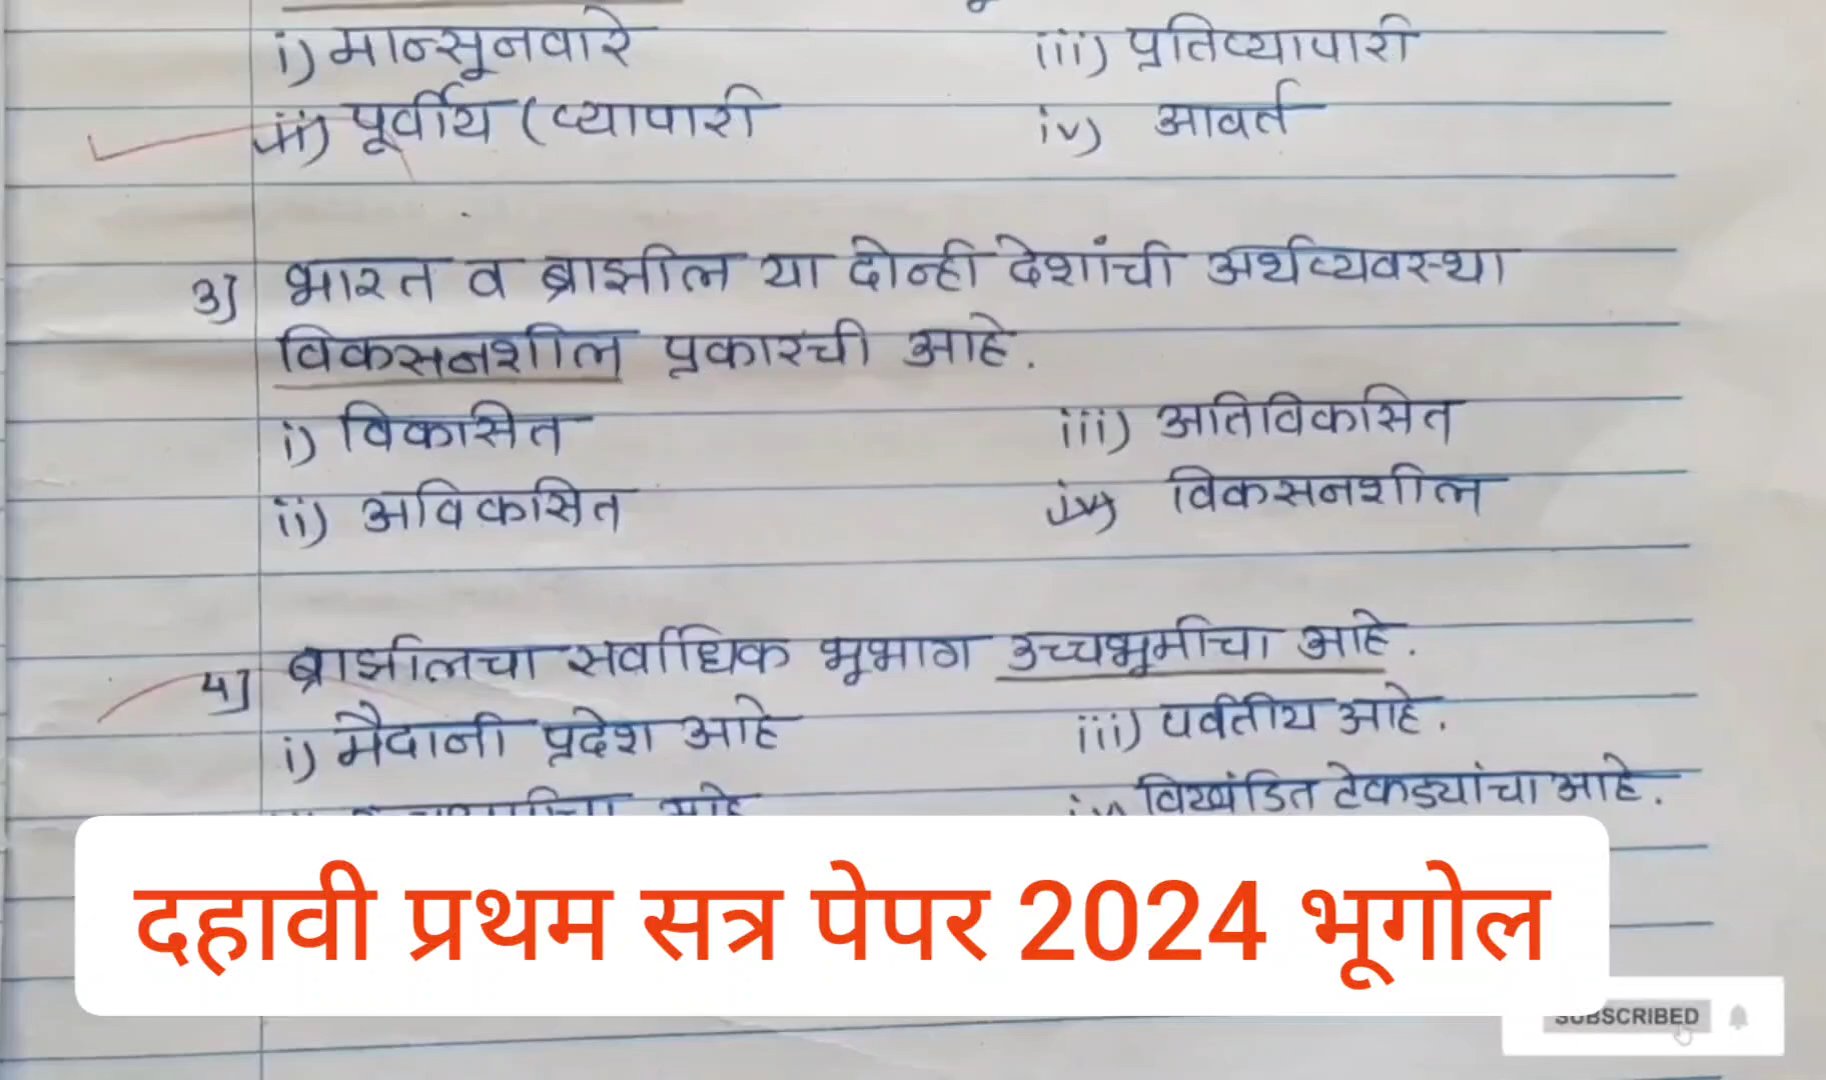 i) मान्सूनवारे iii) प्रतिव्यापारी
ii) पूर्वीय (व्यापारी iv) आवर्त
3] भारत व ब्राझील या दोन्ही देशांची अर्थव्यवस्था
विकसनशील प्रकारची आहे.
i) विकासित iii) अतिविकसित
ii) अविकसित iv) विकसनशील
4] ब्राझीलचा सर्वाधिक भूभाग उच्चभूमीचा आहे.
i) मैदानी प्रदेश आहे iii) पर्वतीय आहे.
आहे iv) विखंडित टेकड्यांचा आहे.
दहावी प्रथम सत्र पेपर 2024 भूगोल
SUBSCRIBED